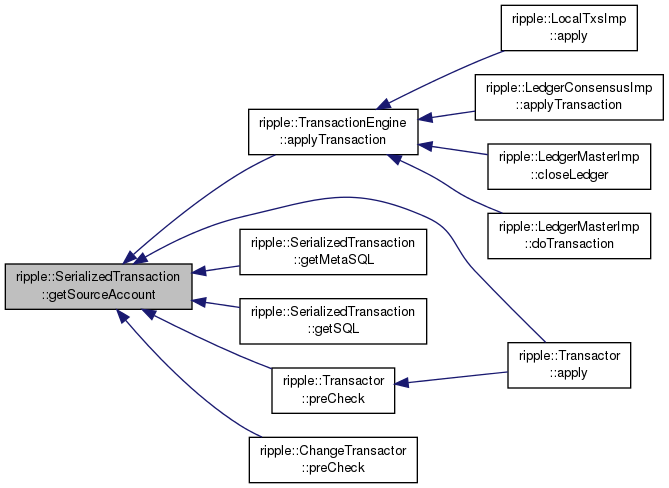 ripple::LocalTxsImp
::apply
ripple::LedgerConsensusImp
::applyTransaction
ripple::TransactionEngine
::applyTransaction
ripple::LedgerMasterImp
::closeLedger
ripple::LedgerMasterImp
::doTransaction
ripple::SerializedTransaction
::getMetaSQL
ripple::SerializedTransaction
::getSourceAccount
ripple::SerializedTransaction
::getSQL
ripple::Transactor
::apply
ripple::Transactor
::preCheck
ripple::ChangeTransactor
::preCheck